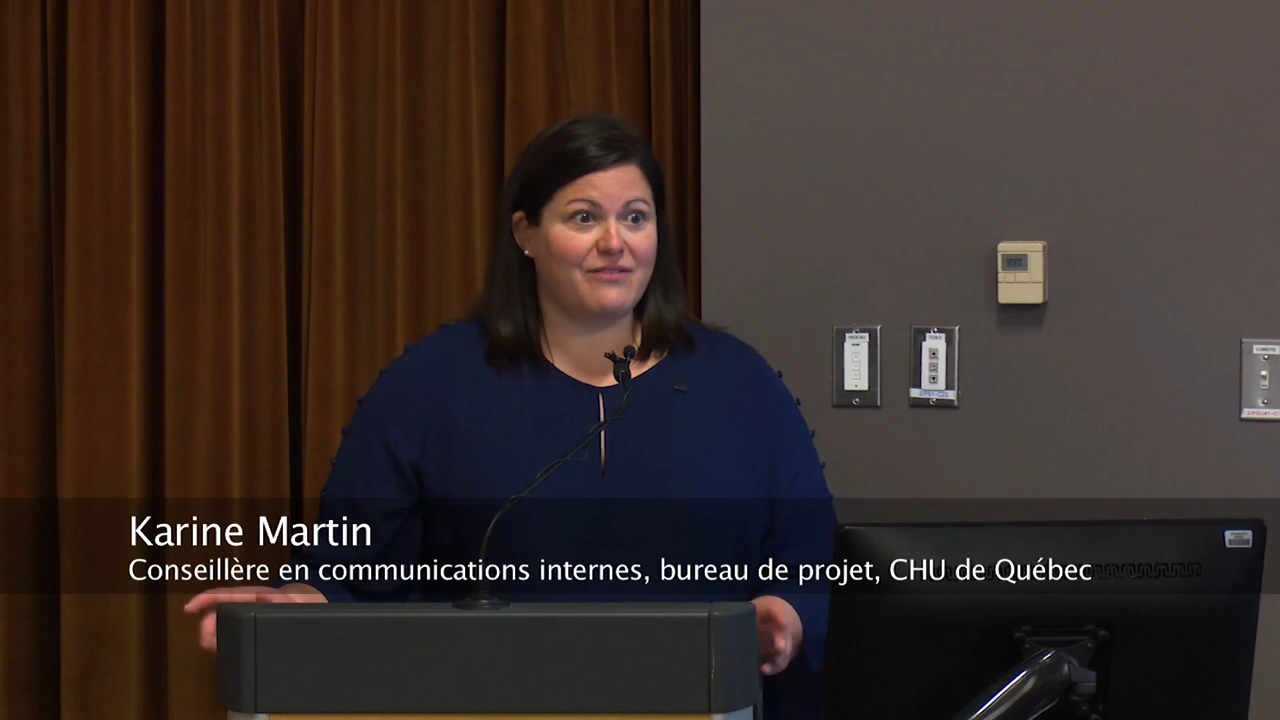 Karine Martin
Conseillère en communications internes, bureau de projet, CHU de Québec